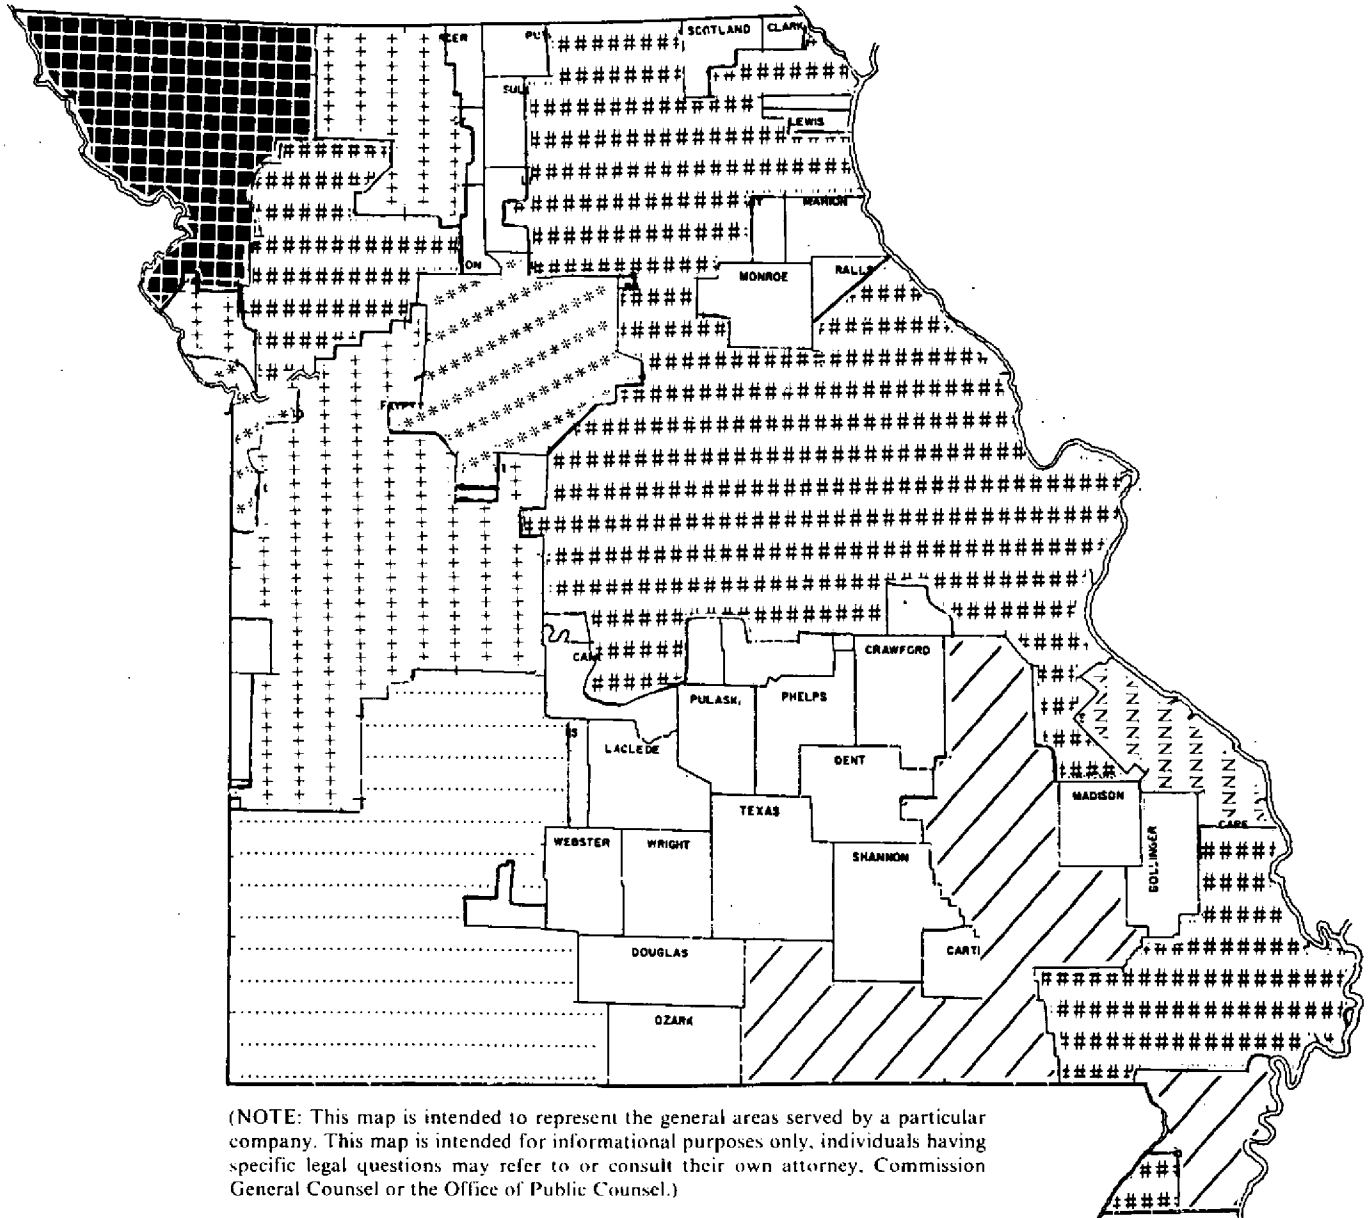 SCOTLAND
CLARK
LEWIS
MARION
MONROE
RALLS
CRAWFORD
PHELPS
LACLEDE
DENT
MADISON
TEXAS
WEBSTER
WRIGHT
SHANNON
BOLLINGER
DOUGLAS
CARTI
OZARK
(NOTE: This map is intended to represent the general areas served by a particular
company. This map is intended for informational purposes only, individuals having
specific legal questions may refer to or consult their own attorney, Commission
General Counsel or the Office of Public Counsel.)